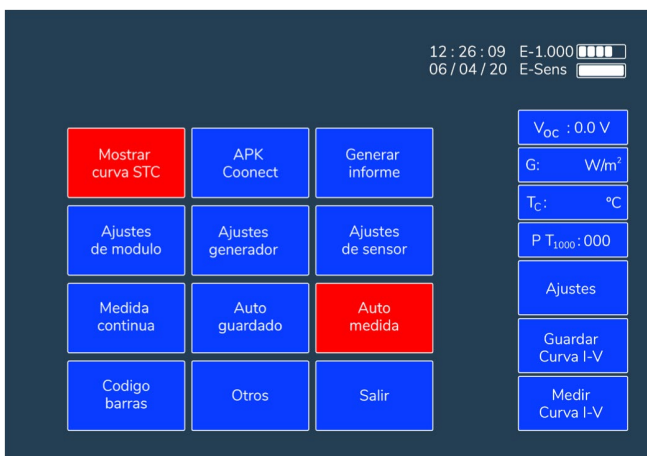 12 : 26 : 09 E-1.000
06 / 04 / 20 E-Sens
Mostrar
curva STC
APK
Coonect
Generar
informe
Ajustes
de modulo
Ajustes
generador
Ajustes
de sensor
Medida
continua
Auto
guardado
Auto
medida
Codigo
barras
Otros
Salir
VOC : 0.0 V
G: W/m²
TC: ºC
P T1000: 000
Ajustes
Guardar
Curva I-V
Medir
Curva I-V